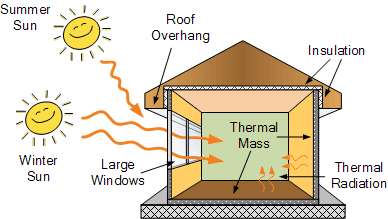 Summer
Sun
Roof
Overhang
Insulation
Winter
Sun
Large
Windows
Thermal
Mass
Thermal
Radiation